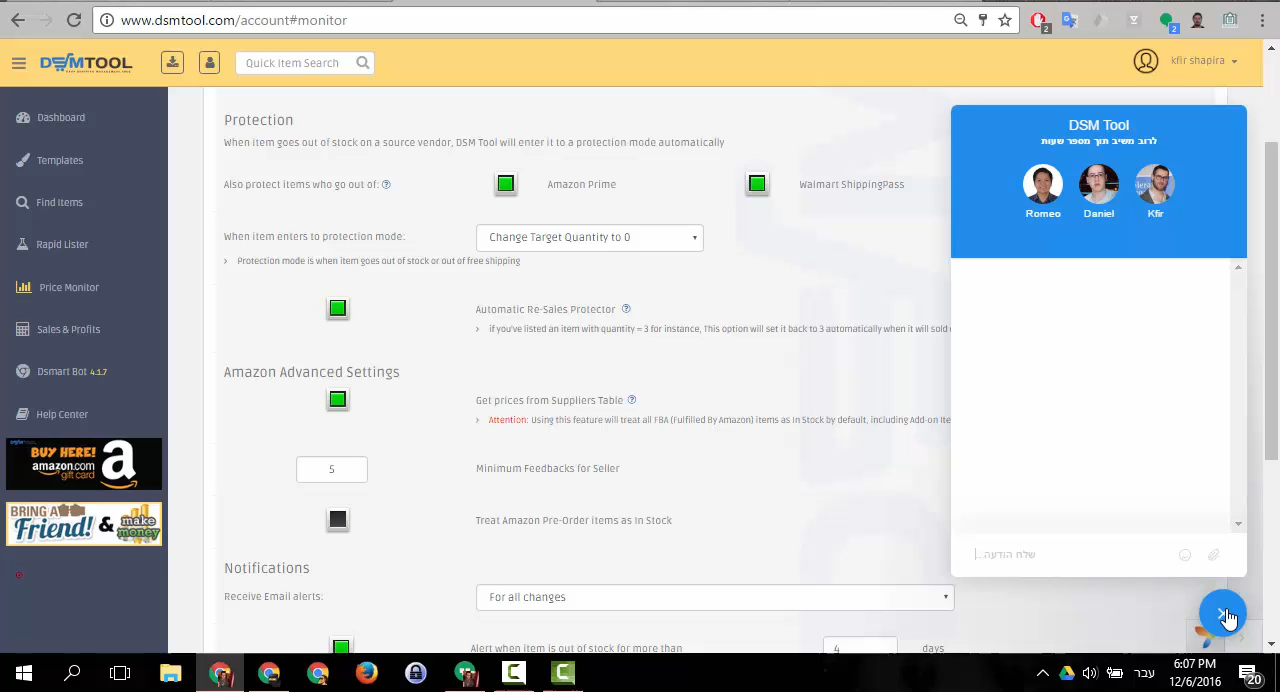 www.dsmtool.com/account#monitor
2
2
DSMTOOL
Quick Item Search
kfir shapira
Dashboard
Templates
Find Items
Rapid Lister
Price Monitor
Sales & Profits
Dsmart Bot 4.1.7
Help Center
BUY HERE!
amazon.com
gift card
a
BRING A
Friend! & make
money
Protection
When item goes out of stock on a source vendor, DSM Tool will enter it to a protection mode automatically
Also protect items who go out of: ?
Amazon Prime
Walmart ShippingPass
When item enters to protection mode:
Change Target Quantity to 0
Protection mode is when item goes out of stock or out of free shipping
Automatic Re-Sales Protector ?
if you've listed an item with quantity = 3 for instance, This option will set it back to 3 automatically when it will sold
Amazon Advanced Settings
Get prices from Suppliers Table ?
Attention: Using this feature will treat all FBA (Fulfilled By Amazon) items as In Stock by default, including Add-on Ite
5
Minimum Feedbacks for Seller
Treat Amazon Pre-Order items as In Stock
Notifications
Receive Email alerts:
For all changes
Alert when item is out of stock for more than
4
days
DSM Tool
לרוב משיב תוך מספר שעות
Romeo
Daniel
Kfir
שלח הודעה...
עבר
6:07 PM
12/6/2016
20